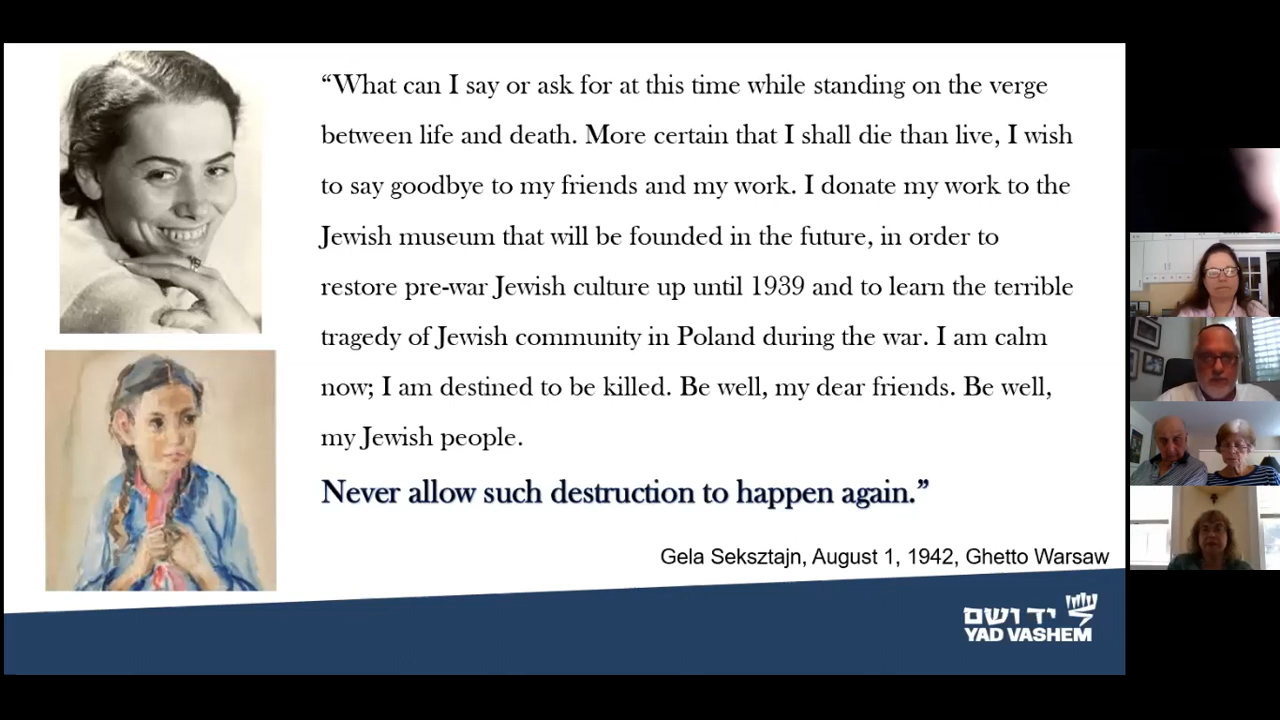 “What can I say or ask for at this time while standing on the verge
between life and death. More certain that I shall die than live, I wish
to say goodbye to my friends and my work. I donate my work to the
Jewish museum that will be founded in the future, in order to
restore pre-war Jewish culture up until 1939 and to learn the terrible
tragedy of Jewish community in Poland during the war. I am calm
now; I am destined to be killed. Be well, my dear friends. Be well,
my Jewish people.
Never allow such destruction to happen again.”
Gela Seksztajn, August 1, 1942, Ghetto Warsaw
יד ושם
YAD VASHEM